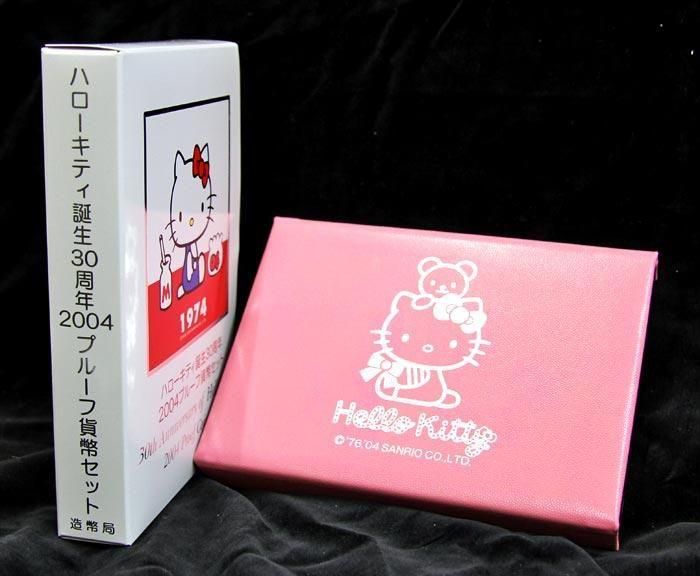 ハローキティ誕生30周年2004プルーフ貨幣セット
造幣局
1974
ハローキティ誕生30周年
2004プルーフ貨幣セ
30th Anniversary of
2004 Proof
Hello Kitty
©'76,'04 SANRIO CO.,LTD.